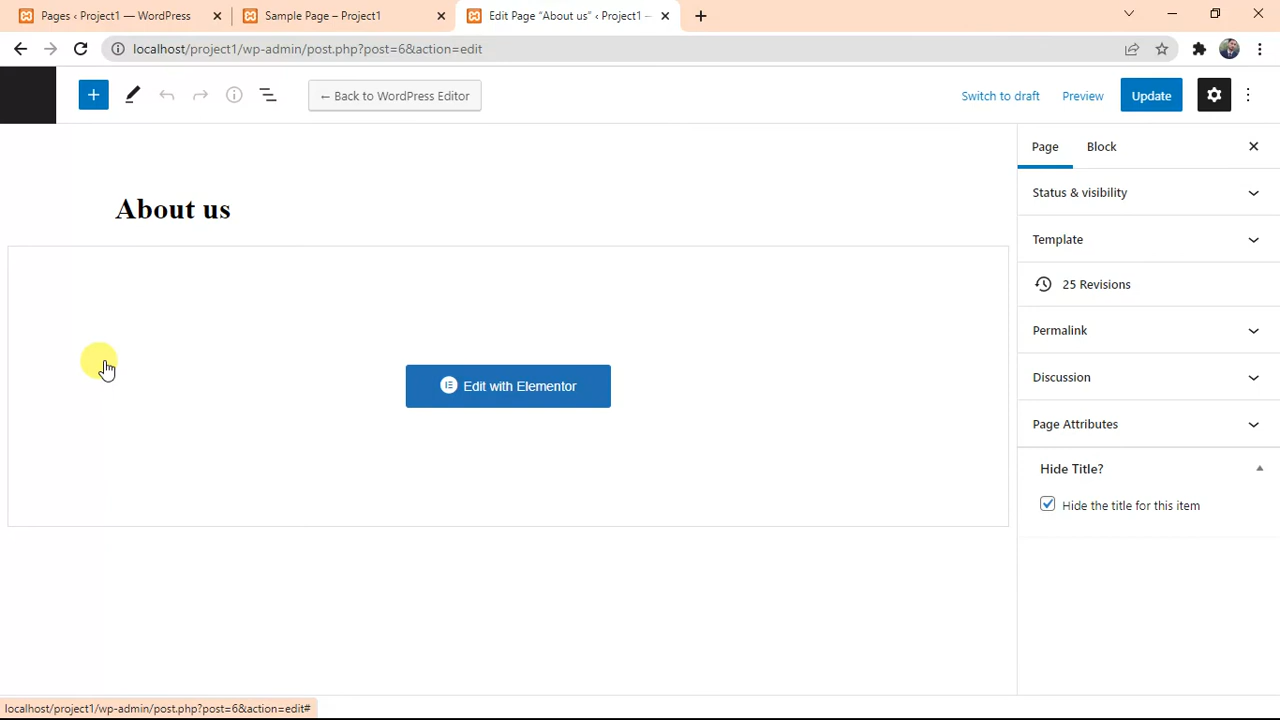 Pages ‹ Project1 — WordPress
Sample Page – Project1
Edit Page “About us” ‹ Project1 —
localhost/project1/wp-admin/post.php?post=6&action=edit
← Back to WordPress Editor
Switch to draft
Preview
Update
Page
Block
Status & visibility
About us
Template
25 Revisions
Permalink
Edit with Elementor
Discussion
Page Attributes
Hide Title?
Hide the title for this item
localhost/project1/wp-admin/post.php?post=6&action=edit#